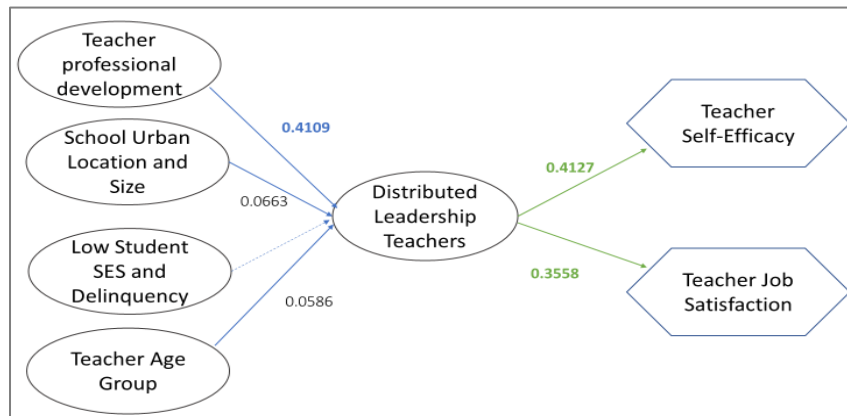 Teacher
professional
development
School Urban
Location and
Size
Low Student
SES and
Delinquency
Teacher Age
Group
0.4109
0.0663
0.0586
Distributed
Leadership
Teachers
0.4127
0.3558
Teacher
Self-Efficacy
Teacher Job
Satisfaction